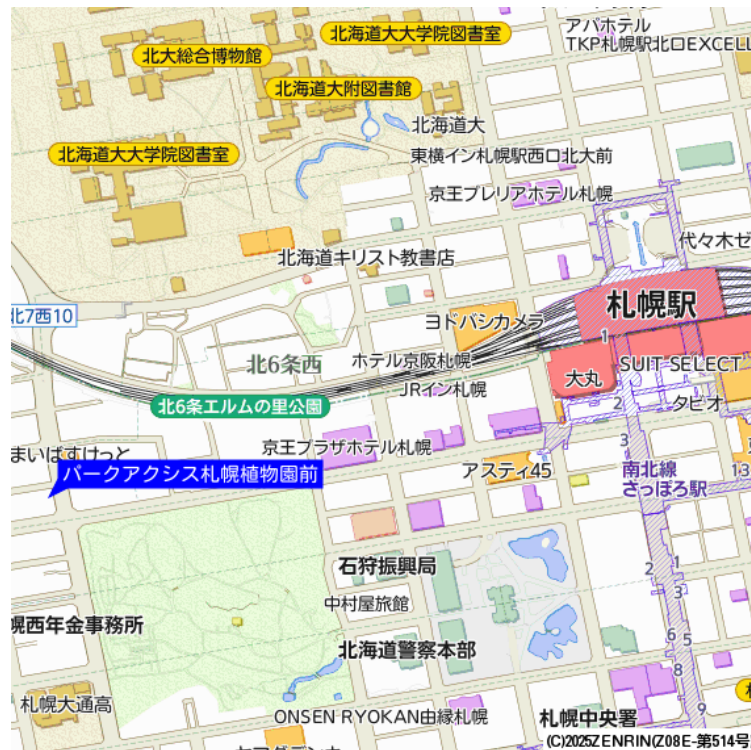 北海道大大学院図書室
アパホテル
TKP札幌駅北口EXCELL
北大総合博物館
北海道大附図書館
北海道大
北海道大大学院図書室
東横イン札幌駅西口北大前
京王プレリアホテル札幌
代々木ゼ
北海道キリスト教書店
札幌駅
北7西10
ヨドバシカメラ
1
北6条西
ホテル京阪札幌
SUIT SELECT
大丸
JRイン札幌
北6条エルムの里公園
2
タピオ
3
まいばすけっと
京王プラザホテル札幌
アスティ45
パークアクシス札幌植物園前
南北線
さっぽろ駅
13
石狩振興局
2
1
3
中村屋旅館
幌西年金事務所
北海道警察本部
6
5
8
7
札幌大通高
ONSEN RYOKAN由縁札幌
札幌中央署
9
(C)2025ZENRIN(Z08E-第514号